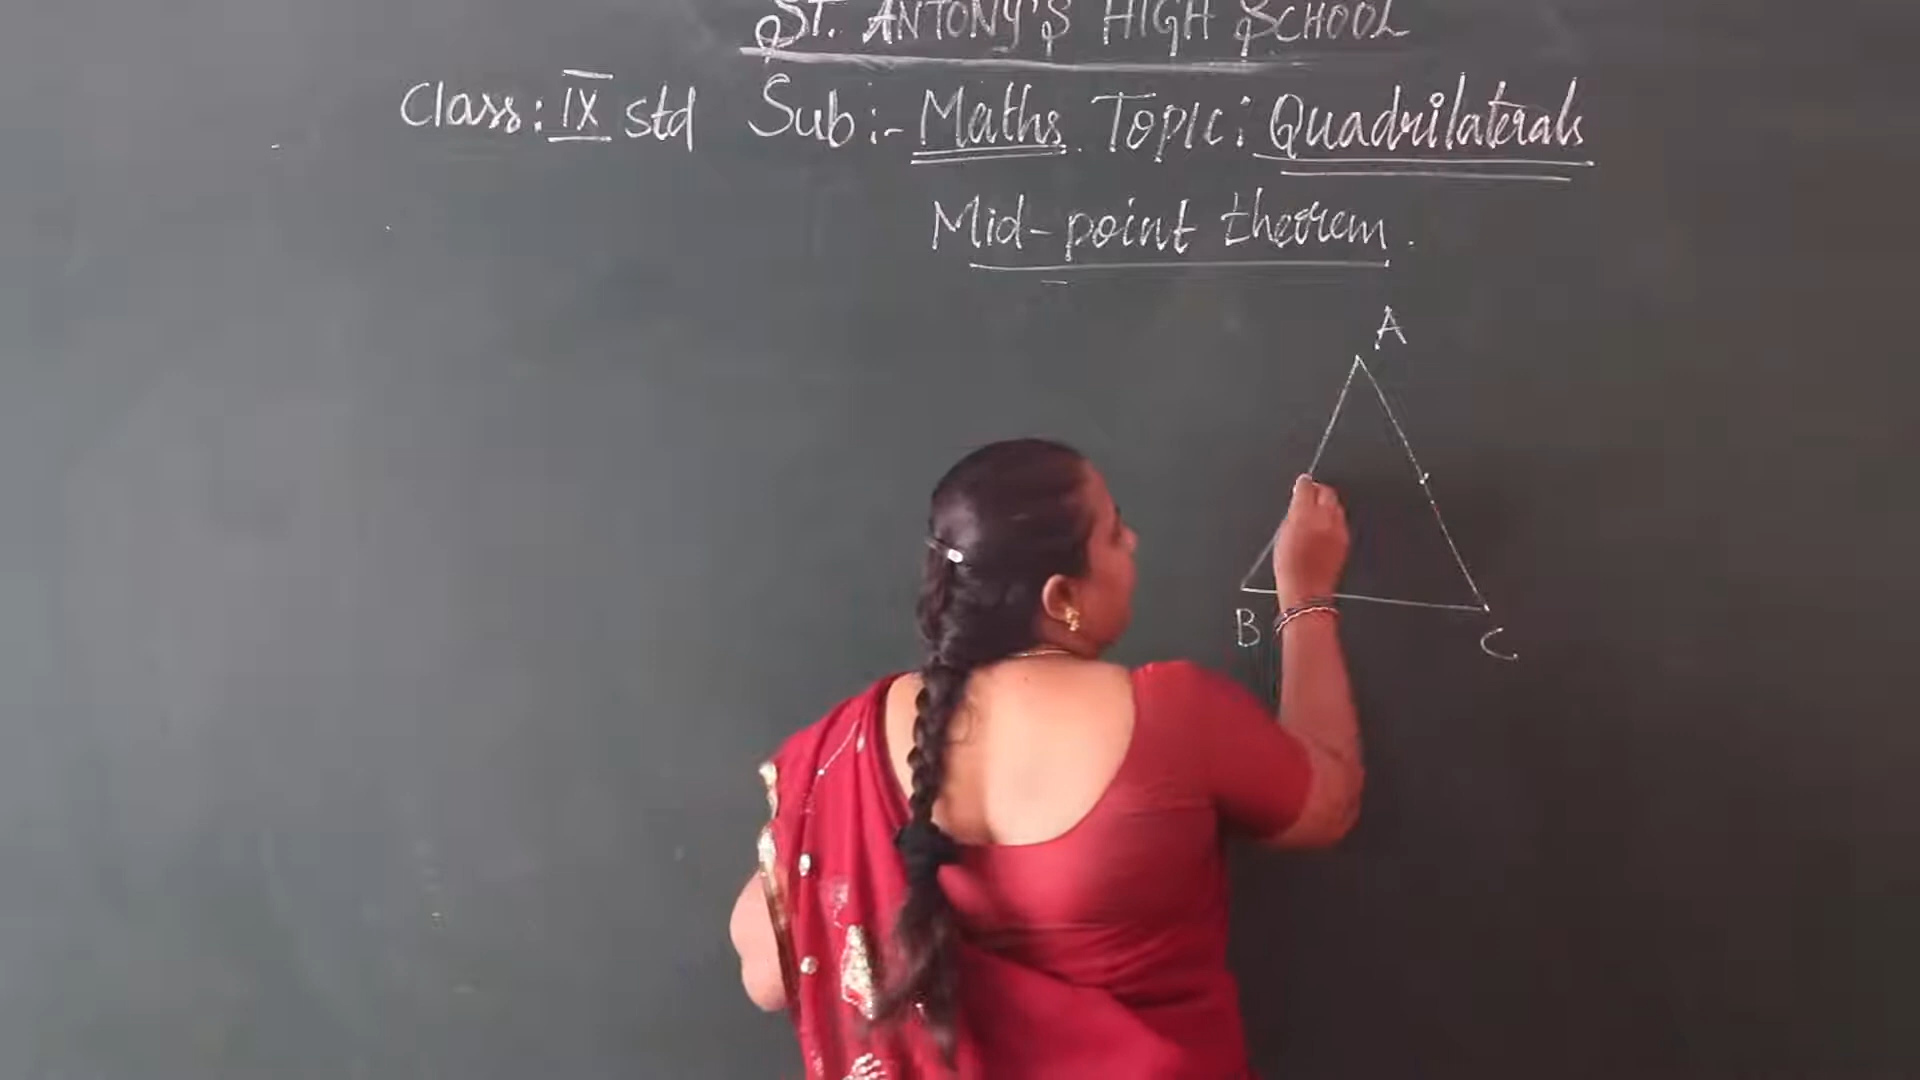 ST. ANTONY'S HIGH SCHOOL
Class: IX std Sub:- Maths. Topic: Quadrilaterals
Mid-point theorem.
A
B
C